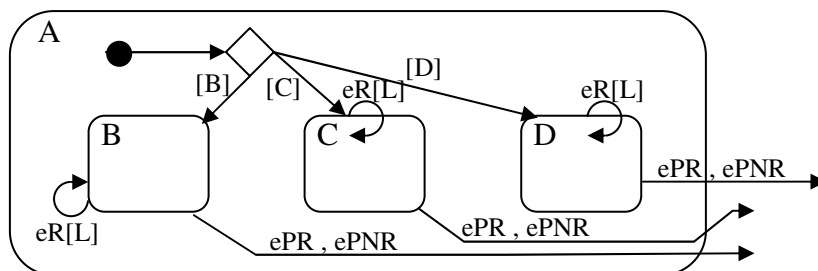 A
[B]
[C]
[D]
eR[L]
eR[L]
B
C
D
ePR , ePNR
eR[L]
ePR , ePNR
ePR , ePNR